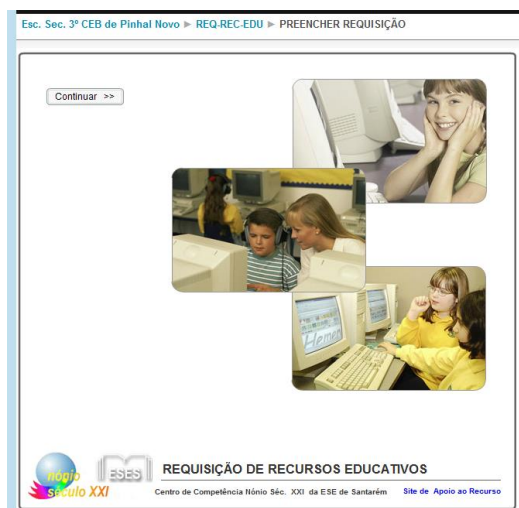 Esc. Sec. 3º CEB de Pinhal Novo ► REQ-REC-EDU ► PREENCHER REQUISIÇÃO
Continuar >>
Hemer
nónio
século XXI
ESES
REQUISIÇÃO DE RECURSOS EDUCATIVOS
Centro de Competência Nónio Séc. XXI da ESE de Santarém Site de Apoio ao Recurso